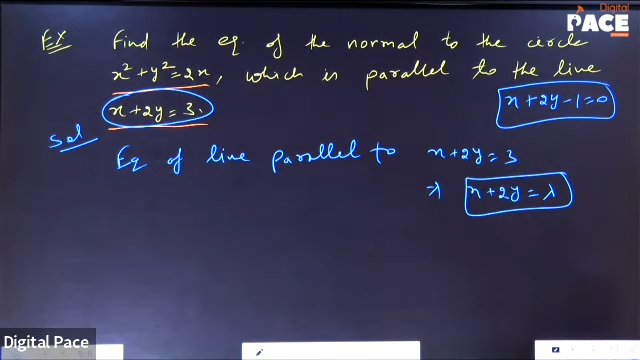 Digital
PACE
Ex Find the eq. of the normal to the circle
x² + y² = 2x, which is parallel to the line
x + 2y = 3.
x + 2y - 1 = 0
Sol
Eq of line parallel to x + 2y = 3
⇒ x + 2y = λ
Digital Pace